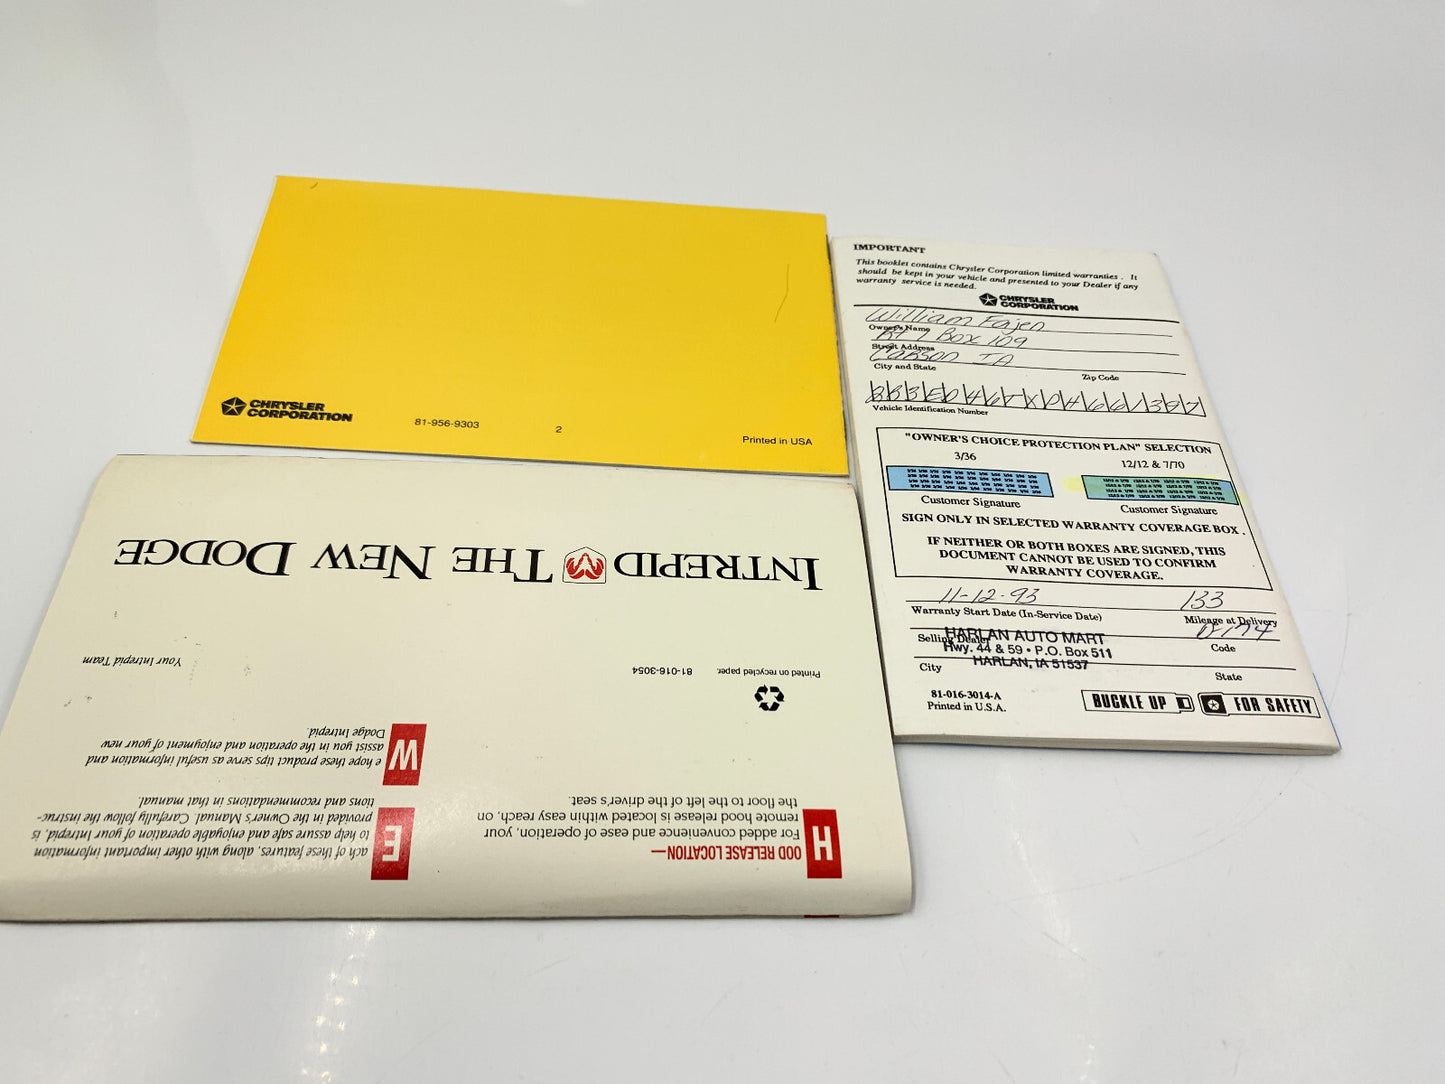 CHRYSLER
CORPORATION
81-956-9303
2
Printed in USA
IMPORTANT
This booklet contains Chrysler Corporation limited warranties . It
should be kept in your vehicle and presented to your Dealer if any
warranty service is needed.
CHRYSLER
CORPORATION
William Fajen
Owner's Name
Rt 1 Box 109
Street Address
Carson IA
City and State
Zip Code
Vehicle Identification Number
"OWNER'S CHOICE PROTECTION PLAN" SELECTION
3/36
12/12 & 7/70
Customer Signature
Customer Signature
SIGN ONLY IN SELECTED WARRANTY COVERAGE BOX .
IF NEITHER OR BOTH BOXES ARE SIGNED, THIS
DOCUMENT CANNOT BE USED TO CONFIRM
WARRANTY COVERAGE.
11-12-93
133
Warranty Start Date (In-Service Date)
Mileage at Delivery
Selling Dealer
HARLAN AUTO MART
Hwy. 44 & 59 • P.O. Box 511
HARLAN, IA 51537
Code
City
State
81-016-3014-A
Printed in U.S.A.
BUCKLE UP
FOR SAFETY
HOOD RELEASE LOCATION—
For added convenience and ease of operation, your
remote hood release is located within easy reach, on
the floor to the left of the driver's seat.
Each of these features, along with other important information
to help assure safe and enjoyable operation of your Intrepid, is
provided in the Owner's Manual. Carefully follow the instruc-
tions and recommendations in that manual.
We hope these product tips serve as useful information and
assist you in the operation and enjoyment of your new
Dodge Intrepid.
Your Intrepid Team
Printed on recycled paper.
81-016-3054
INTREPID THE NEW DODGE